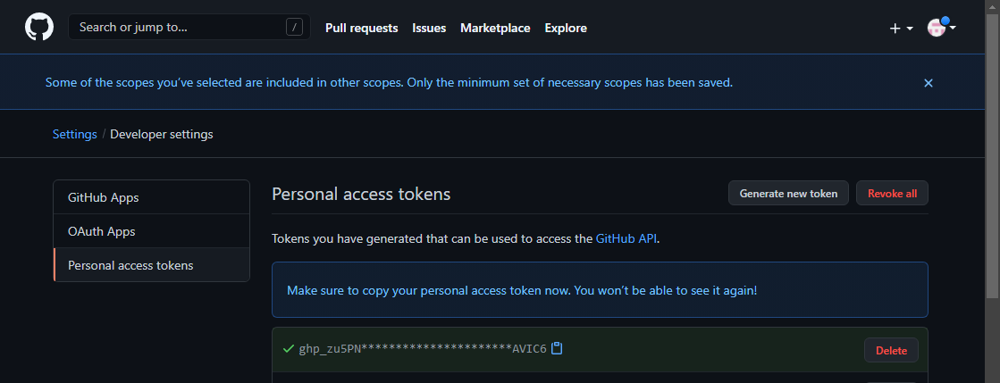 Search or jump to... /
Pull requests Issues Marketplace Explore
Some of the scopes you've selected are included in other scopes. Only the minimum set of necessary scopes has been saved.
Settings / Developer settings
GitHub Apps
OAuth Apps
Personal access tokens
Personal access tokens
Generate new token
Revoke all
Tokens you have generated that can be used to access the GitHub API.
Make sure to copy your personal access token now. You won't be able to see it again!
ghp_zu5PN**********************AVIC6
Delete